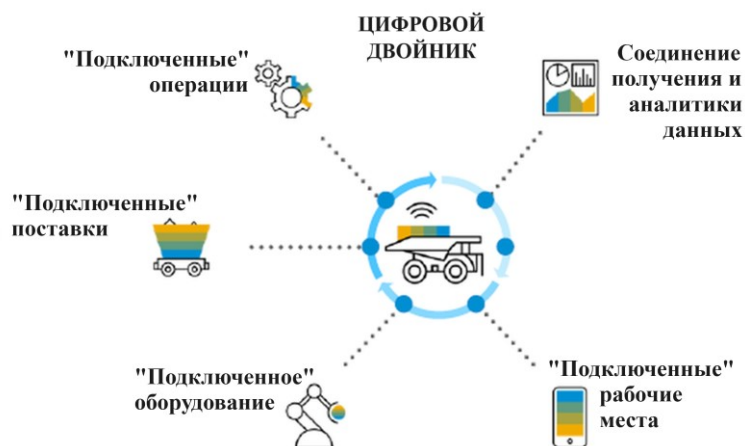 ЦИФРОВОЙ
ДВОЙНИК
"Подключенные"
операции
Соединение
получения и
аналитики
данных
"Подключенные"
поставки
"Подключенное"
оборудование
"Подключенные"
рабочие
места